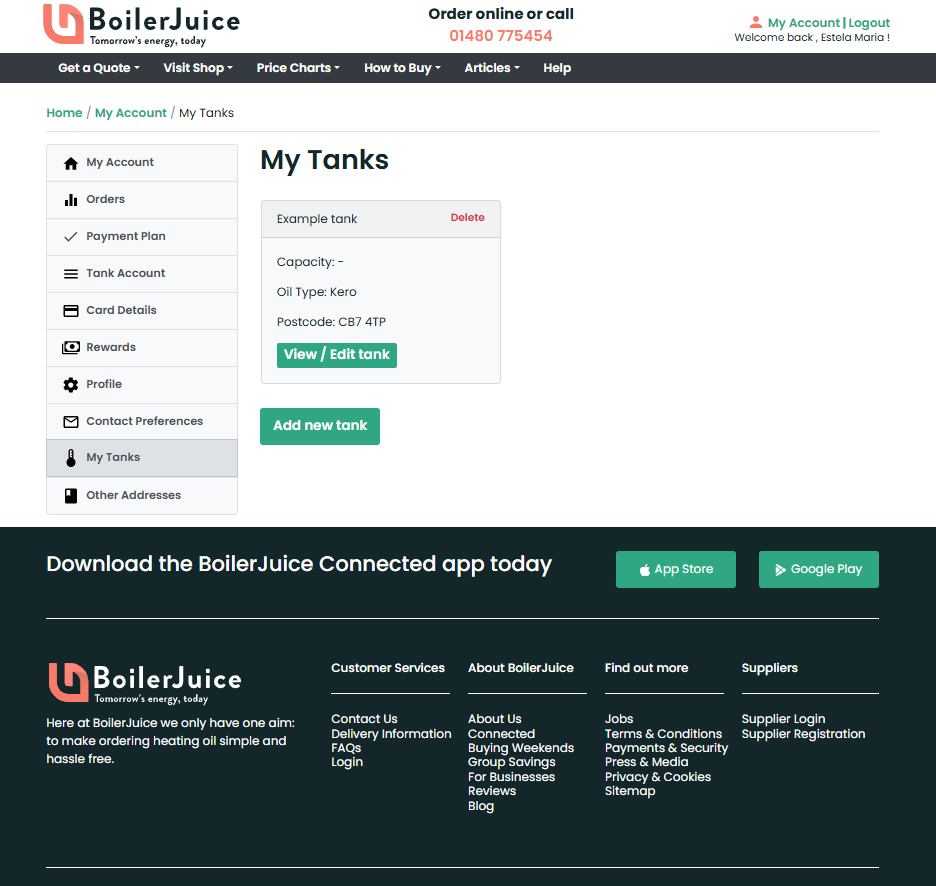 BoilerJuice
Tomorrow's energy, today
Order online or call
01480 775454
My Account | Logout
Welcome back , Estela Maria !
Get a Quote Visit Shop Price Charts How to Buy Articles Help
Home / My Account / My Tanks
My Account
Orders
Payment Plan
Tank Account
Card Details
Rewards
Profile
Contact Preferences
My Tanks
Other Addresses
My Tanks
Example tank Delete
Capacity: -
Oil Type: Kero
Postcode: CB7 4TP
View / Edit tank
Add new tank
Download the BoilerJuice Connected app today
App Store
Google Play
BoilerJuice
Tomorrow's energy, today
Here at BoilerJuice we only have one aim:
to make ordering heating oil simple and
hassle free.
Customer Services
Contact Us
Delivery Information
FAQs
Login
About BoilerJuice
About Us
Connected
Buying Weekends
Group Savings
For Businesses
Reviews
Blog
Find out more
Jobs
Terms & Conditions
Payments & Security
Press & Media
Privacy & Cookies
Sitemap
Suppliers
Supplier Login
Supplier Registration